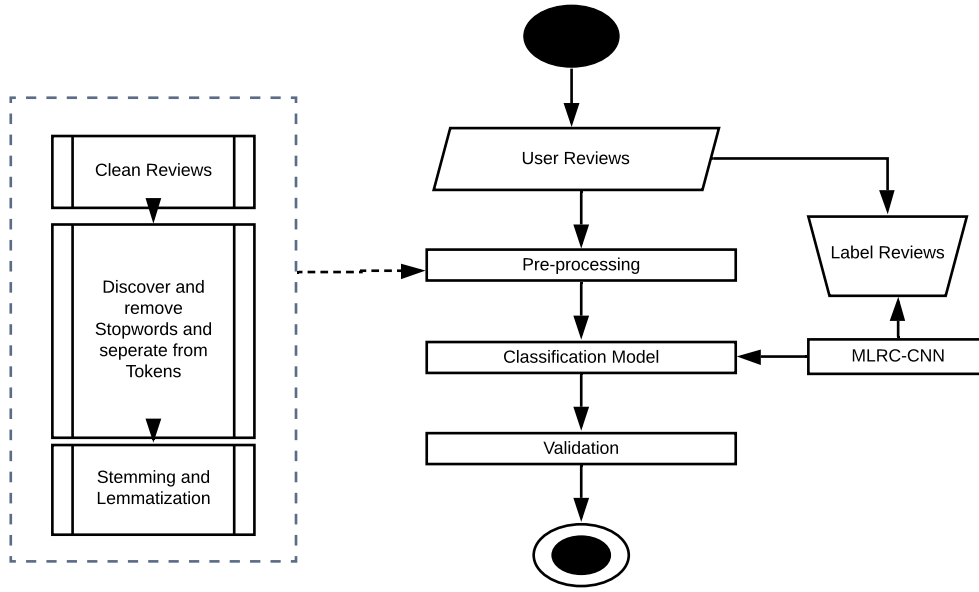 Clean Reviews
Discover and
remove
Stopwords and
seperate from
Tokens
Stemming and
Lemmatization
User Reviews
Label Reviews
Pre-processing
Classification Model
MLRC-CNN
Validation